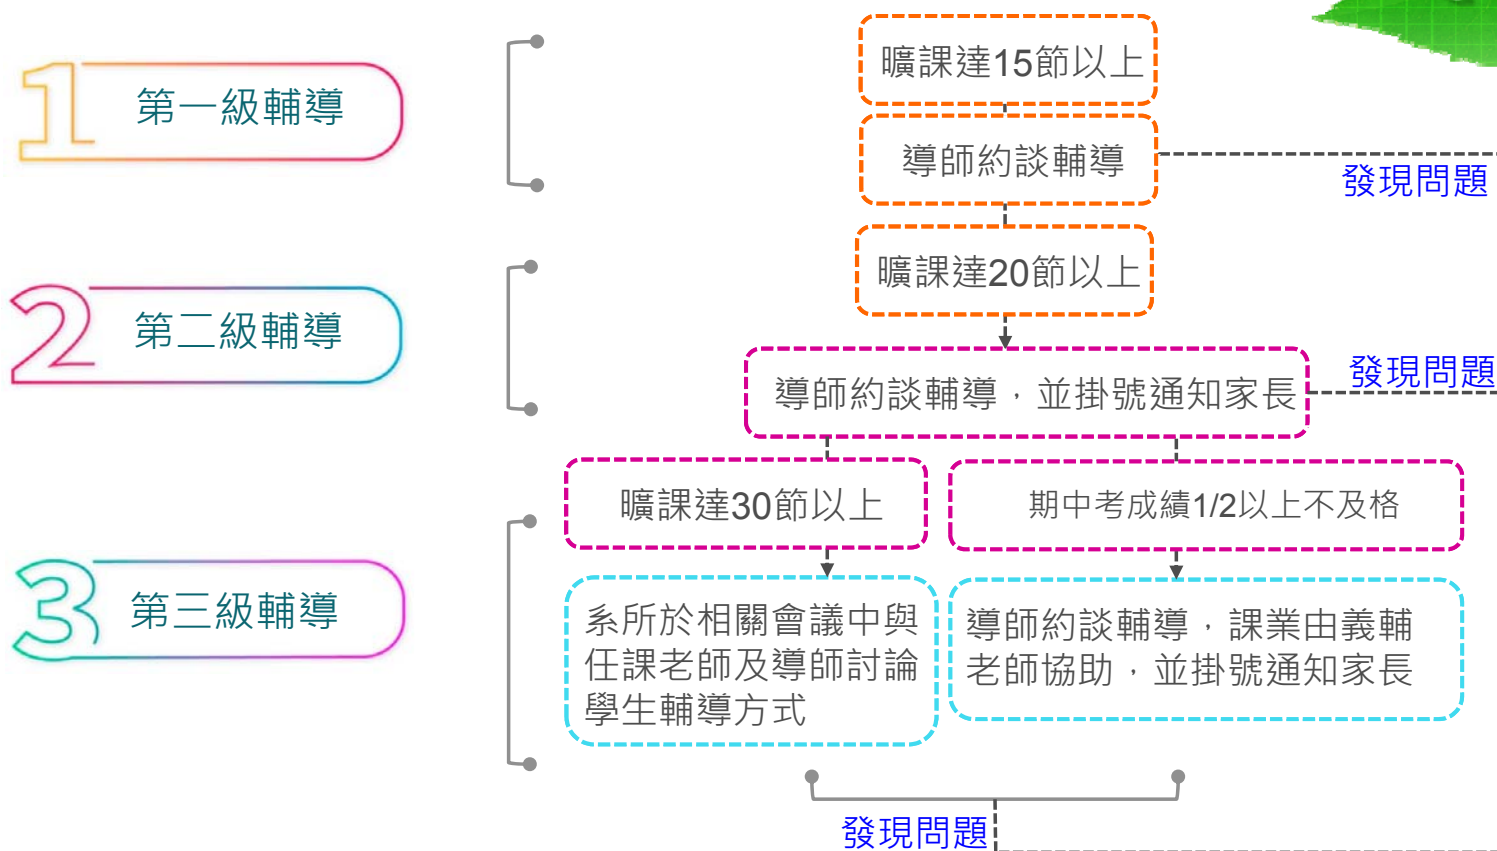 1
第一級輔導
曠課達15節以上
導師約談輔導
發現問題
2
第二級輔導
曠課達20節以上
導師約談輔導，並掛號通知家長
發現問題
3
第三級輔導
曠課達30節以上
期中考成績1/2以上不及格
系所於相關會議中與
任課老師及導師討論
學生輔導方式
導師約談輔導，課業由義輔
老師協助，並掛號通知家長
發現問題